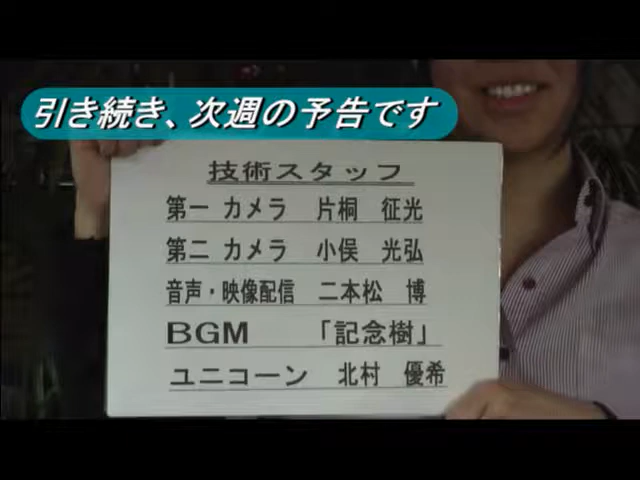 引き続き、次週の予告です
技術スタッフ
第一 カメラ 片桐 征光
第二 カメラ 小俣 光弘
音声・映像配信 二本松 博
BGM 「記念樹」
ユニコーン 北村 優希